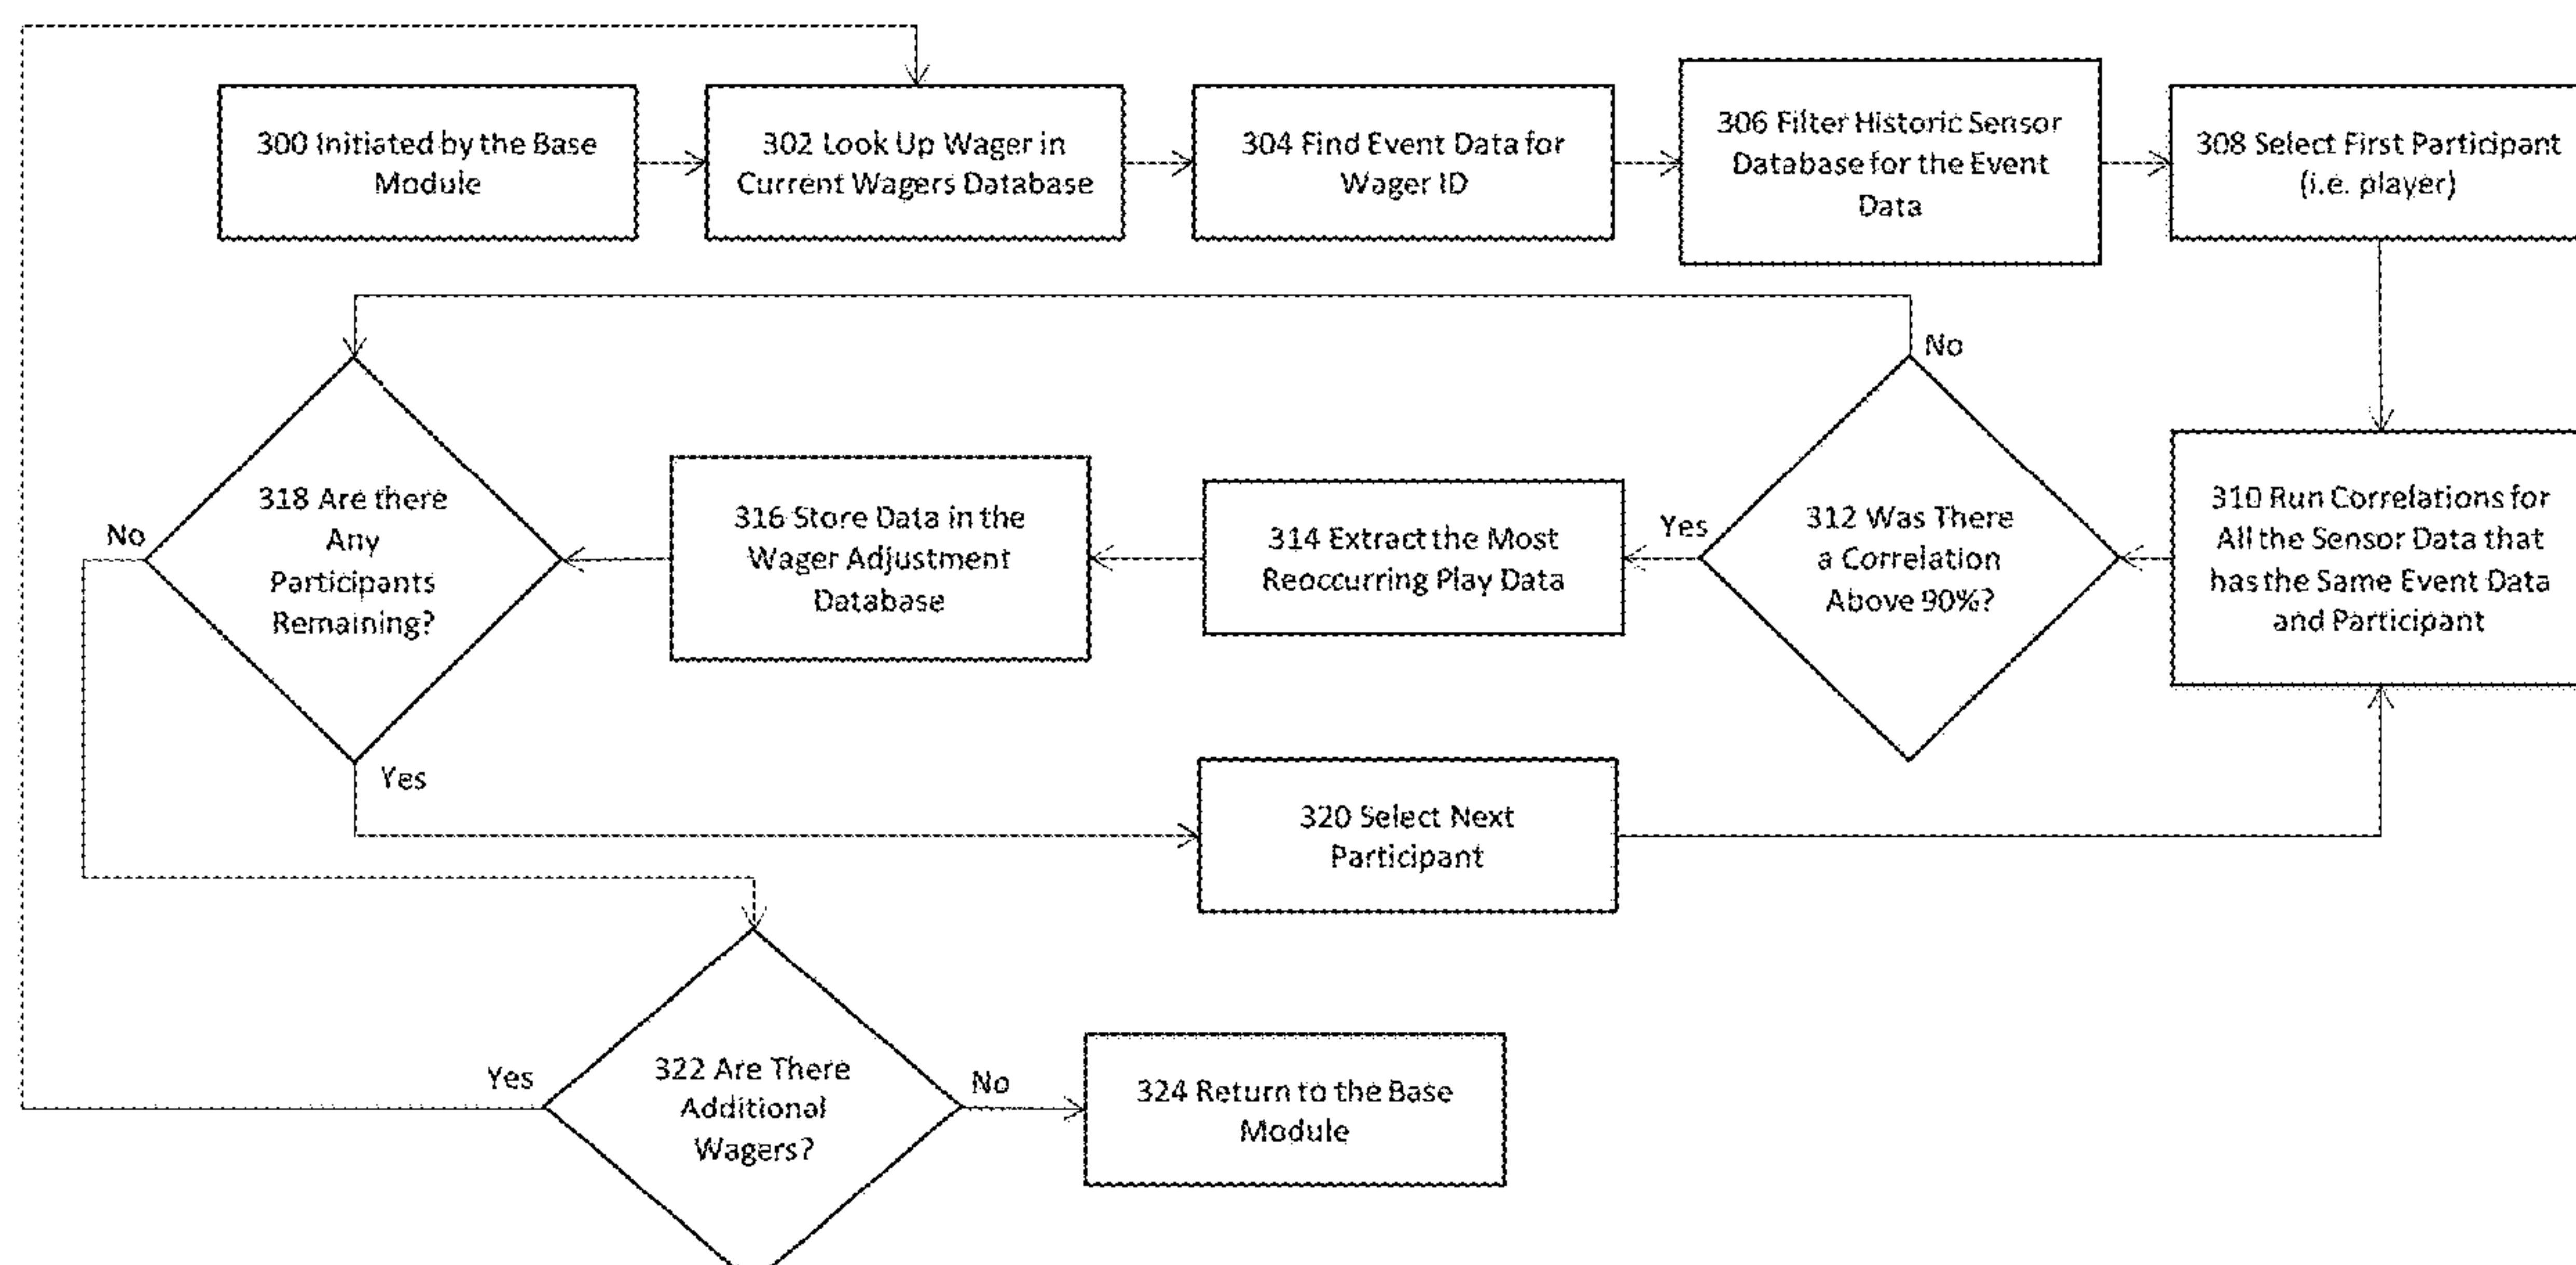 300 Initiated by the Base
Module
302 Look Up Wager in
Current Wagers Database
304 Find Event Data for
Wager ID
306 Filter Historic Sensor
Database for the Event
Data
308 Select First Participant
(i.e. player)
No
318 Are there
Any
Participants
Remaining?
No
Yes
316 Store Data in the
Wager Adjustment
Database
314 Extract the Most
Reoccurring Play Data
Yes
312 Was There
a Correlation
Above 90%?
310 Run Correlations for
All the Sensor Data that
has the Same Event Data
and Participant
320 Select Next
Participant
Yes
322 Are There
Additional
Wagers?
No
324 Return to the Base
Module